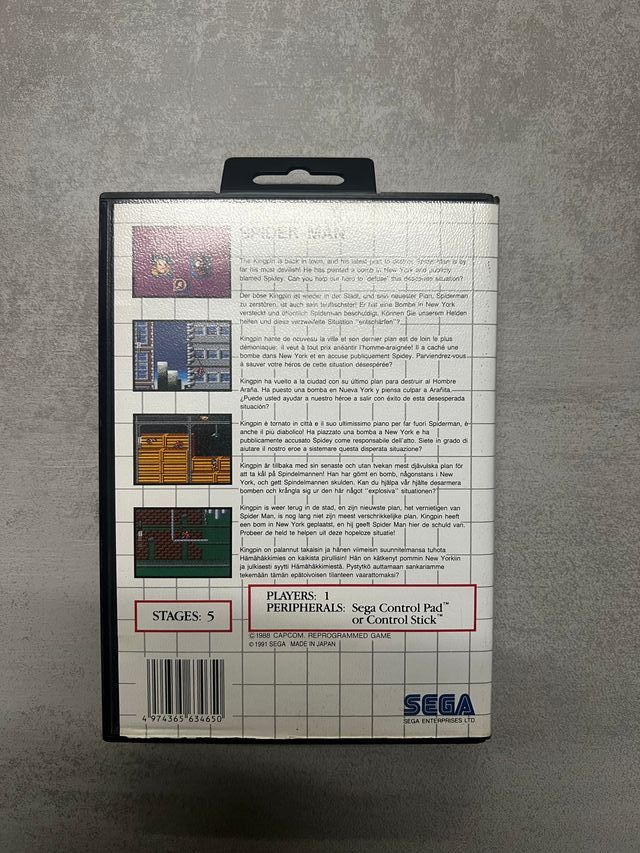 SPIDER-MAN
The Kingpin is back in town, and his latest plan to destroy Spiderman is by
far his most devilish! He has planted a bomb in New York and publicly
blamed Spidey. Can you help our hero to "defuse" this desperate situation?
Der böse Kingpin ist wieder in der Stadt, und sein neuester Plan, Spiderman
zu zerstören, ist auch sein teuflischster! Er hat eine Bombe in New York
versteckt und öffentlich Spiderman beschuldigt. Können Sie unserem Helden
helfen und diese verzweifelte Situation "entschärfen"?
Kingpin hante de nouveau la ville et son dernier plan est de loin le plus
démoniaque: il veut à tout prix anéantir l'homme-araignée! Il a caché une
bombe dans New York et en accuse publiquement Spidey. Parviendrez-vous
à sauver votre héros de cette situation désespérée?
Kingpin ha vuelto a la ciudad con su último plan para destruir al Hombre
Araña. Ha puesto una bomba en Nueva York y piensa culpar a Arañita.
¿Puede usted ayudar a nuestro héroe a salir con éxito de esta desesperada
situación?
Kingpin è tornato in città e il suo ultimissimo piano per far fuori Spiderman, è
anche il più diabolico! Ha piazzato una bomba a New York e ha
pubblicamente accusato Spidey come responsabile dell'atto. Siete in grado di
aiutare il nostro eroe a sistemare questa disperata situazione?
Kingpin är tillbaka med sin senaste och utan tvekan mest djävulska plan för
att ta kål på Spindelmannen! Han har gömt en bomb, någonstans i New
York, och gett Spindelmannen skulden. Kan du hjälpa vår hjälte desarmera
bomben och krångla sig ur den här något "explosiva" situationen?
Kingpin is weer terug in de stad, en zijn nieuwste plan, het vernietigen van
Spider Man, is nog lang niet zijn meest verschrikkelijke plan. Kingpin heeft
een bom in New York geplaatst, en hij geeft Spider Man hier de schuld van.
Probeer de held te helpen uit deze hopeloze situatie!
Kingpin on palannut takaisin ja hänen viimeisin suunnitelmansa tuhota
Hämähäkkimies on kaikista pirullisin! Hän on kätkenyt pommin New Yorkiin
ja julkisesti syytti Hämähäkkimiestä. Pystytkö auttamaan sankariamme
tekemään tämän epätoivoisen tilanteen vaarattomaksi?
STAGES: 5
PLAYERS: 1
PERIPHERALS: Sega Control Pad™
or Control Stick™
© 1988 CAPCOM. REPROGRAMMED GAME
© 1991 SEGA MADE IN JAPAN
4 974365 634650
SEGA
SEGA ENTERPRISES LTD.